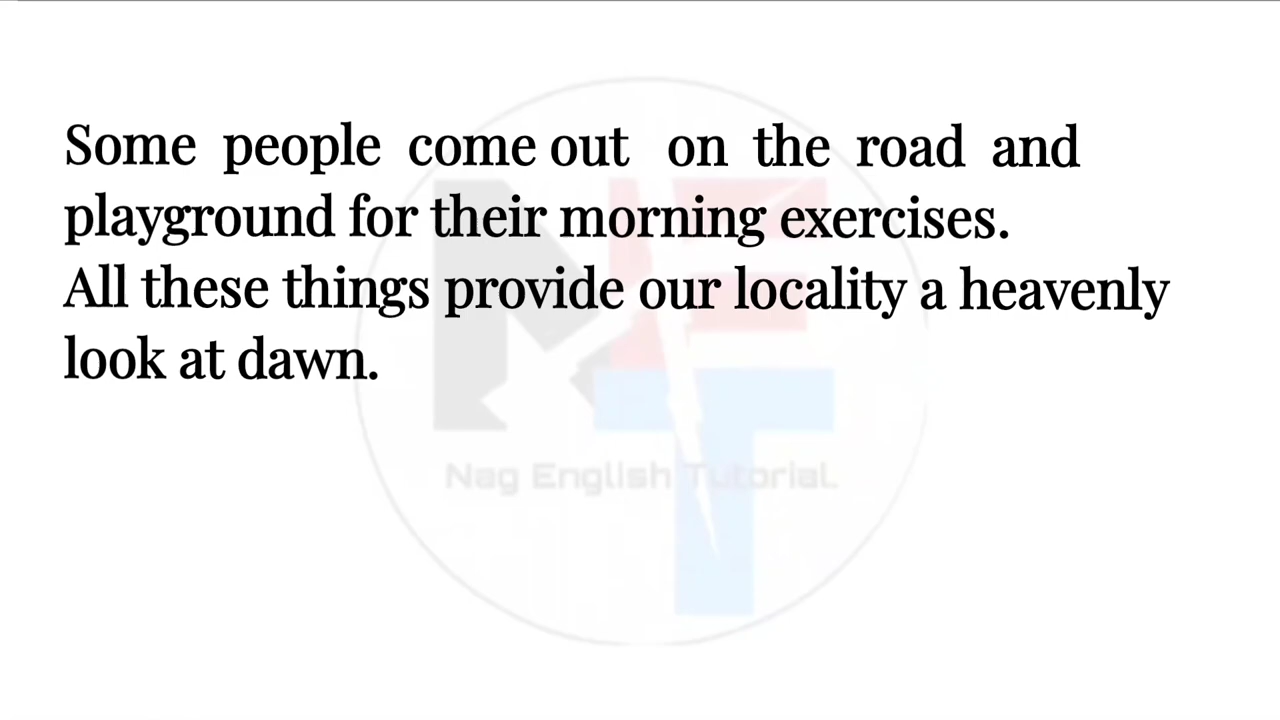 Some people come out on the road and
playground for their morning exercises.
All these things provide our locality a heavenly
look at dawn.
Nag English Tutorial.